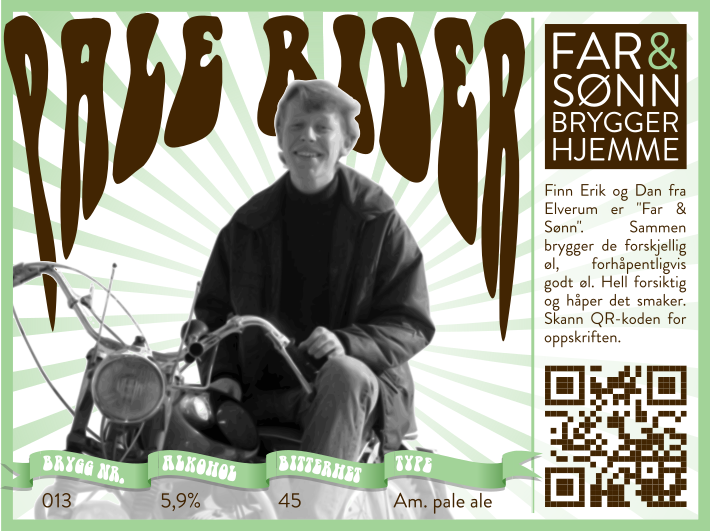 PALE RIDER
FAR&
SØNN
BRYGGER
HJEMME
Finn Erik og Dan fra
Elverum er "Far &
Sønn". Sammen
brygger de forskjellig
øl, forhåpentligvis
godt øl. Hell forsiktig
og håper det smaker.
Skann QR-koden for
oppskriften.
BRYGG NR. ALKOHOL BITTERHET TYPE
013 5,9% 45 Am. pale ale